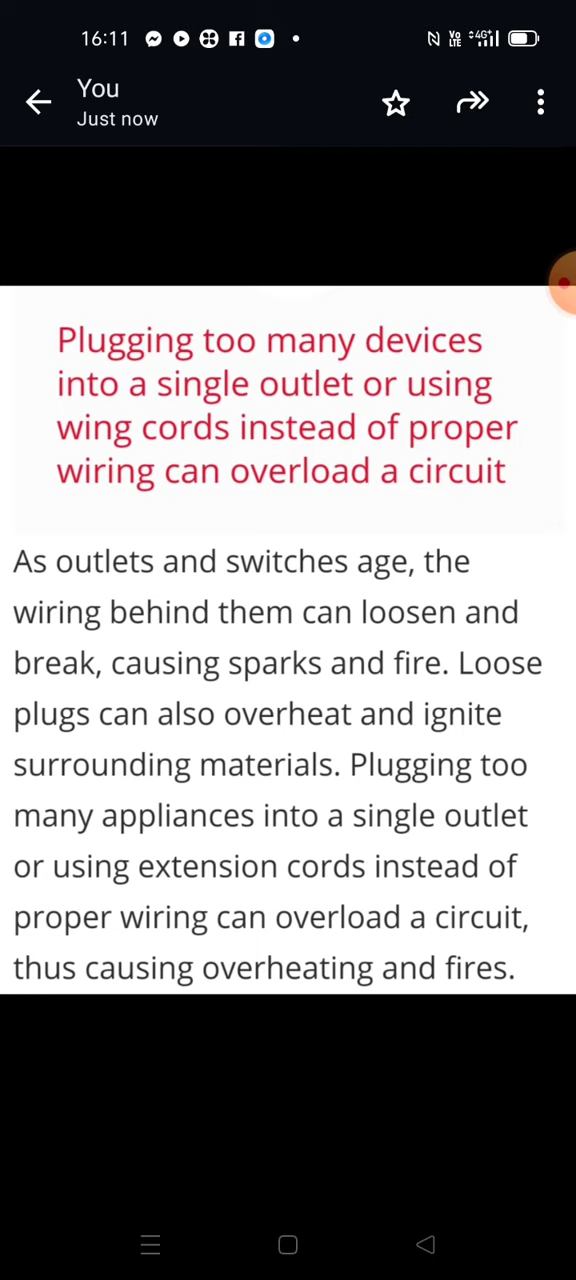 16:11
Vo
LTE
4G+
You
Just now
Plugging too many devices
into a single outlet or using
wing cords instead of proper
wiring can overload a circuit
As outlets and switches age, the
wiring behind them can loosen and
break, causing sparks and fire. Loose
plugs can also overheat and ignite
surrounding materials. Plugging too
many appliances into a single outlet
or using extension cords instead of
proper wiring can overload a circuit,
thus causing overheating and fires.